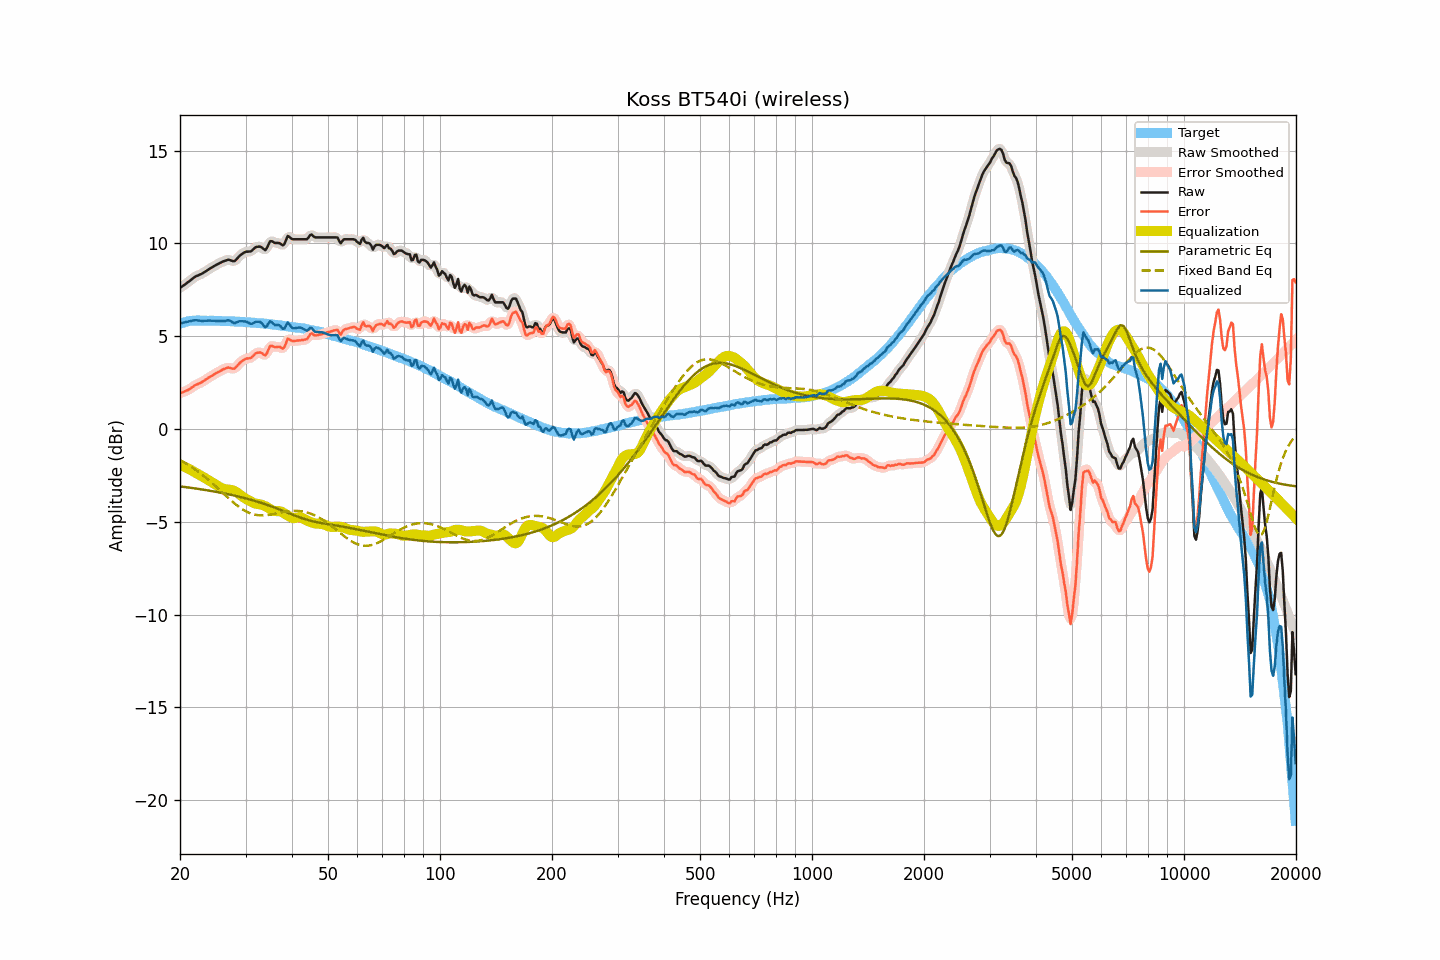 Koss BT540i (wireless)
Target
Raw Smoothed
Error Smoothed
Raw
Error
Equalization
Parametric Eq
Fixed Band Eq
Equalized
15
10
5
0
−5
−10
−15
−20
Amplitude (dBr)
20 50 100 200 500 1000 2000 5000 10000 20000
Frequency (Hz)